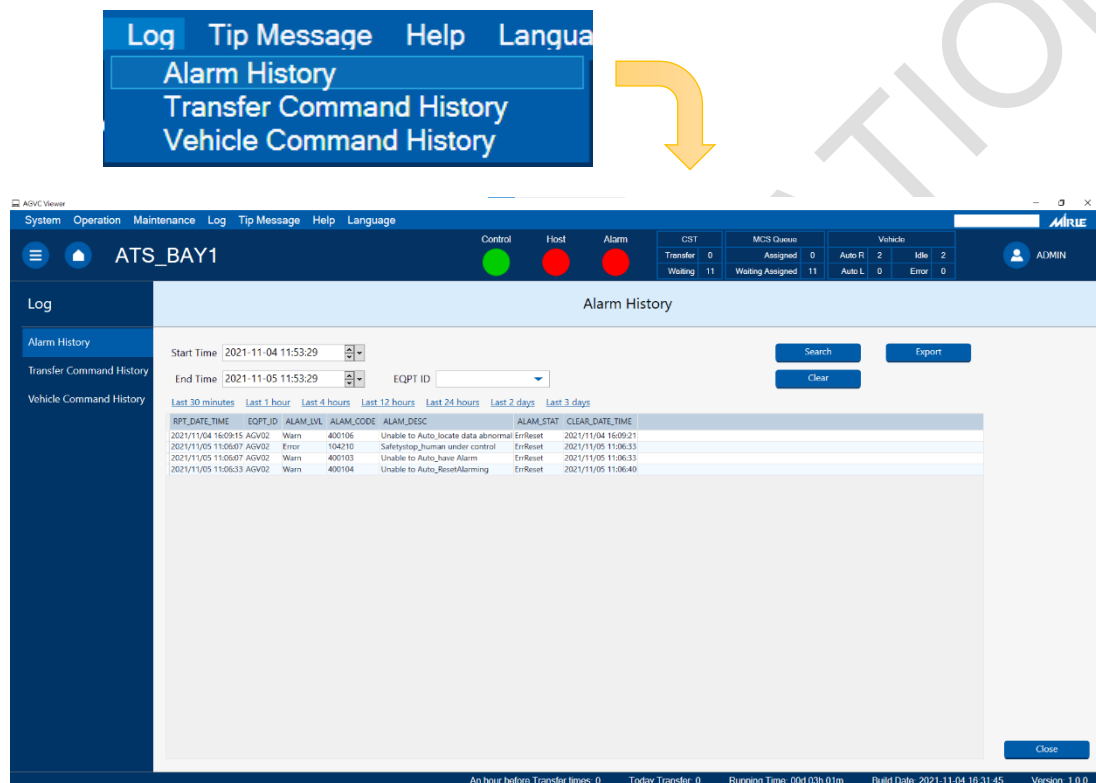 Log Tip Message Help Langua
Alarm History
Transfer Command History
Vehicle Command History
AGVC Viewer
System Operation Maintenance Log Tip Message Help Language
MIRLE
ATS_BAY1
Control Host Alarm
CST
Transfer 0
Waiting 11
MCS Queue
Assigned 0
Waiting Assigned 11
Vehicle
Auto R 2 Idle 2
Auto L 0 Error 0
ADMIN
Log
Alarm History
Alarm History
Transfer Command History
Vehicle Command History
Start Time 2021-11-04 11:53:29 Search Export
End Time 2021-11-05 11:53:29 EQPT ID Clear
Last 30 minutes Last 1 hour Last 4 hours Last 12 hours Last 24 hours Last 2 days Last 3 days
RPT_DATE_TIME EQPT_ID ALAM_LVL ALAM_CODE ALAM_DESC ALAM_STAT CLEAR_DATE_TIME
2021/11/04 16:09:15 AGV02 Warn 400106 Unable to Auto_locate data abnormal ErrReset 2021/11/04 16:09:21
2021/11/05 11:06:07 AGV02 Error 104210 Safetystop_human under control ErrReset 2021/11/05 11:06:33
2021/11/05 11:06:07 AGV02 Warn 400103 Unable to Auto_have Alarm ErrReset 2021/11/05 11:06:33
2021/11/05 11:06:33 AGV02 Warn 400104 Unable to Auto_ResetAlarming ErrReset 2021/11/05 11:06:40
Close
An hour before Transfer times: 0 Today Transfer: 0 Running Time: 00d 03h 01m Build Date: 2021-11-04 16:31:45 Version: 1.0.0